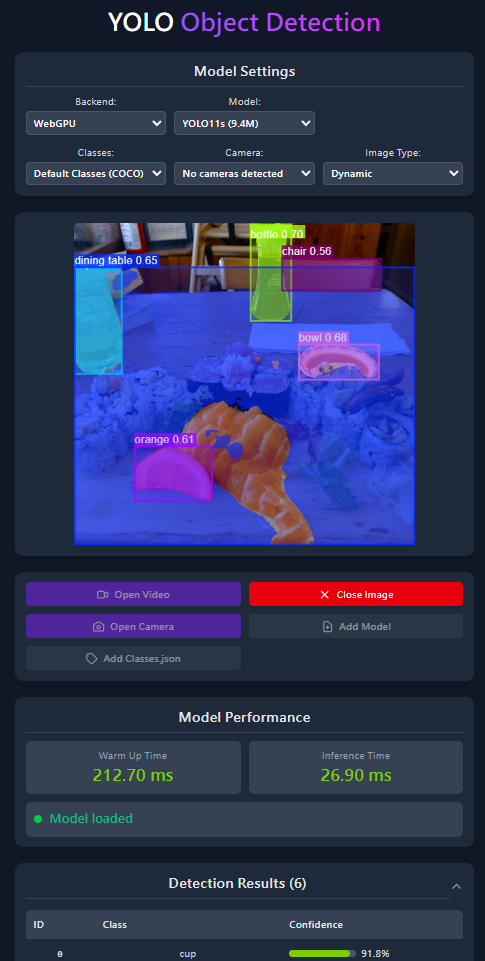 YOLO Object Detection
Model Settings
Backend: Model:
WebGPU YOLO11s (9.4M)
Classes: Camera: Image Type:
Default Classes (COCO) No cameras detected Dynamic
bottle 0.70
chair 0.56
dining table 0.65
bowl 0.68
orange 0.61
Open Video Close Image
Open Camera Add Model
Add Classes.json
Model Performance
Warm Up Time Inference Time
212.70 ms 26.90 ms
Model loaded
Detection Results (6)
ID Class Confidence
0 cup 91.8%